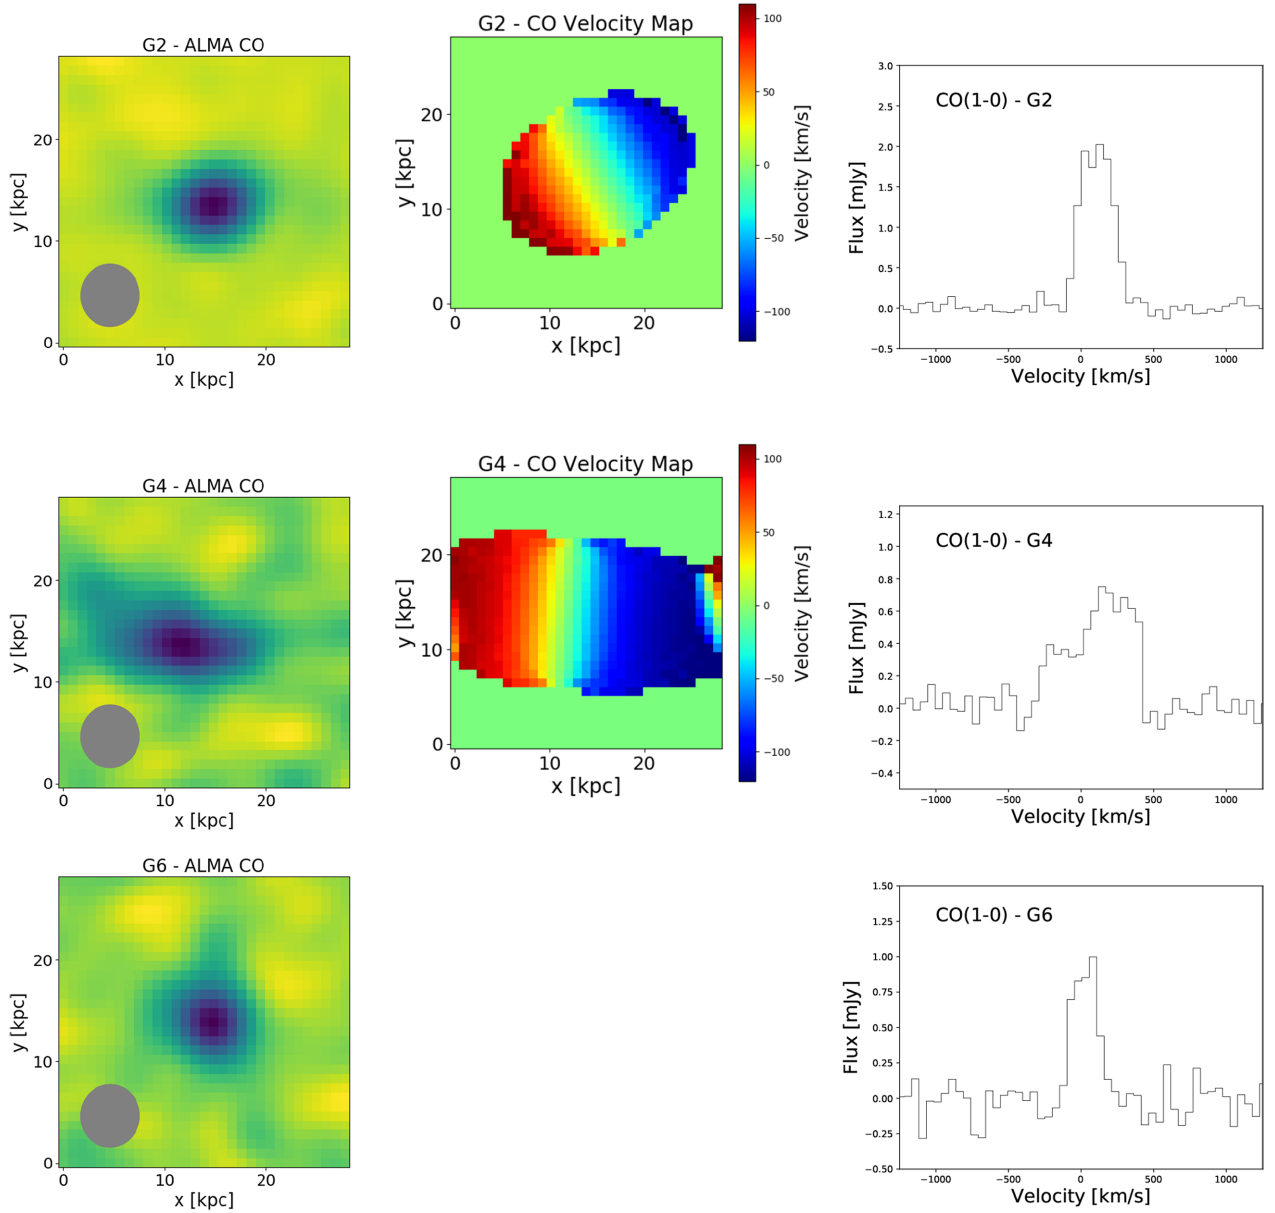 G2 - ALMA CO
20
10
0
y [kpc]
0 10 20
x [kpc]
G2 - CO Velocity Map
20
10
0
y [kpc]
0 10 20
x [kpc]
100
50
0
−50
−100
Velocity [km/s]
CO(1-0) - G2
3.0
2.5
2.0
1.5
1.0
0.5
0.0
−0.5
Flux [mJy]
−1000 −500 0 500 1000
Velocity [km/s]
G4 - ALMA CO
20
10
0
y [kpc]
0 10 20
x [kpc]
G4 - CO Velocity Map
20
10
0
y [kpc]
0 10 20
x [kpc]
100
50
0
−50
−100
Velocity [km/s]
CO(1-0) - G4
1.2
1.0
0.8
0.6
0.4
0.2
0.0
−0.2
−0.4
Flux [mJy]
−1000 −500 0 500 1000
Velocity [km/s]
G6 - ALMA CO
20
10
0
y [kpc]
0 10 20
x [kpc]
CO(1-0) - G6
1.50
1.25
1.00
0.75
0.50
0.25
0.00
−0.25
−0.50
Flux [mJy]
−1000 −500 0 500 1000
Velocity [km/s]